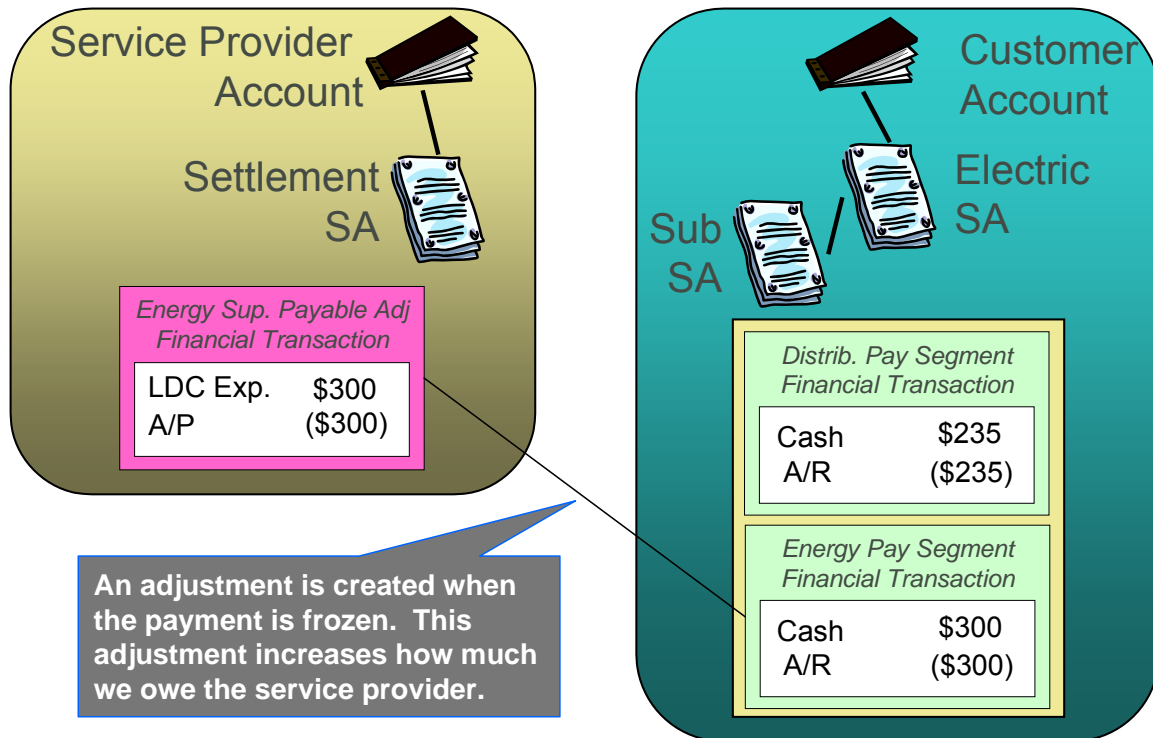 Service Provider
Account
Settlement
SA
Energy Sup. Payable Adj
Financial Transaction
LDC Exp. $300
A/P ($300)
An adjustment is created when
the payment is frozen. This
adjustment increases how much
we owe the service provider.
Customer
Account
Electric
SA
Sub
SA
Distrib. Pay Segment
Financial Transaction
Cash $235
A/R ($235)
Energy Pay Segment
Financial Transaction
Cash $300
A/R ($300)